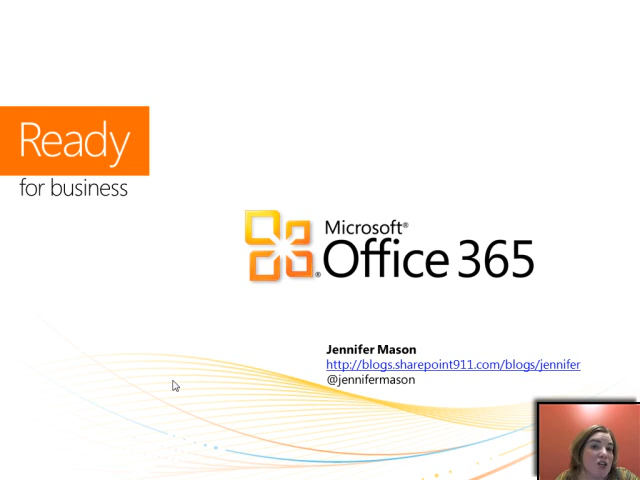 Ready
for business
Microsoft®
Office 365
Jennifer Mason
http://blogs.sharepoint911.com/blogs/jennifer
@jennifermason